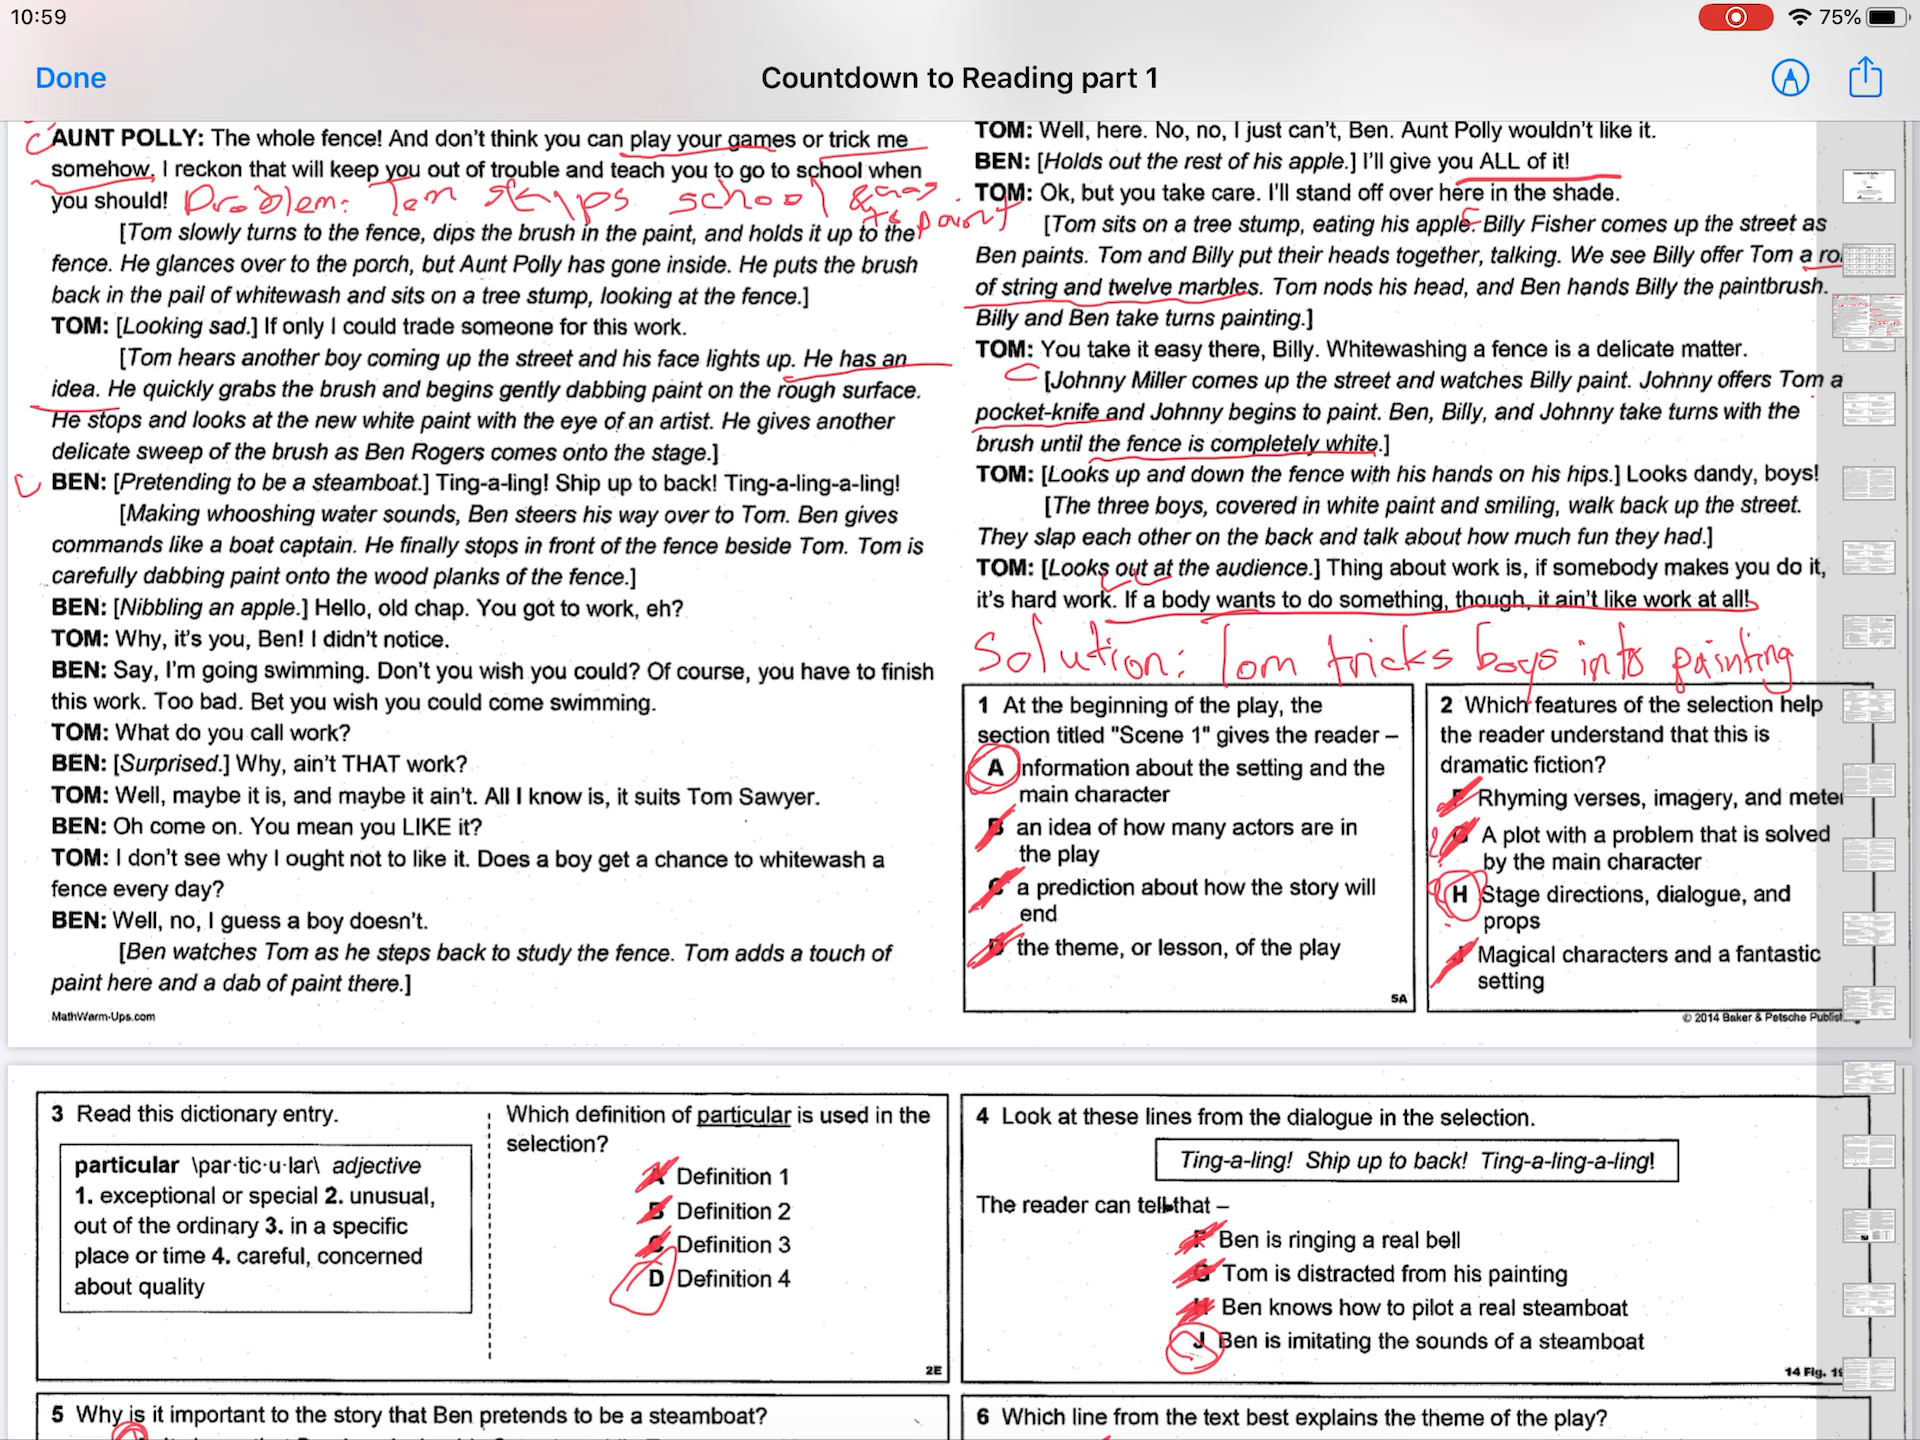 10:59
75%
Done
Countdown to Reading part 1
AUNT POLLY: The whole fence! And don't think you can play your games or trick me
somehow. I reckon that will keep you out of trouble and teach you to go to school when
you should! Problem: Tom skips school & has
to paint
[Tom slowly turns to the fence, dips the brush in the paint, and holds it up to the
fence. He glances over to the porch, but Aunt Polly has gone inside. He puts the brush
back in the pail of whitewash and sits on a tree stump, looking at the fence.]
TOM: [Looking sad.] If only I could trade someone for this work.
[Tom hears another boy coming up the street and his face lights up. He has an
idea. He quickly grabs the brush and begins gently dabbing paint on the rough surface.
He stops and looks at the new white paint with the eye of an artist. He gives another
delicate sweep of the brush as Ben Rogers comes onto the stage.]
BEN: [Pretending to be a steamboat.] Ting-a-ling! Ship up to back! Ting-a-ling-a-ling!
[Making whooshing water sounds, Ben steers his way over to Tom. Ben gives
commands like a boat captain. He finally stops in front of the fence beside Tom. Tom is
carefully dabbing paint onto the wood planks of the fence.]
BEN: [Nibbling an apple.] Hello, old chap. You got to work, eh?
TOM: Why, it's you, Ben! I didn't notice.
BEN: Say, I'm going swimming. Don't you wish you could? Of course, you have to finish
this work. Too bad. Bet you wish you could come swimming.
TOM: What do you call work?
BEN: [Surprised.] Why, ain't THAT work?
TOM: Well, maybe it is, and maybe it ain't. All I know is, it suits Tom Sawyer.
BEN: Oh come on. You mean you LIKE it?
TOM: I don't see why I ought not to like it. Does a boy get a chance to whitewash a
fence every day?
BEN: Well, no, I guess a boy doesn't.
[Ben watches Tom as he steps back to study the fence. Tom adds a touch of
paint here and a dab of paint there.]
MathWarm-Ups.com
TOM: Well, here. No, no, I just can't, Ben. Aunt Polly wouldn't like it.
BEN: [Holds out the rest of his apple.] I'll give you ALL of it!
TOM: Ok, but you take care. I'll stand off over here in the shade.
[Tom sits on a tree stump, eating his apple. Billy Fisher comes up the street as
Ben paints. Tom and Billy put their heads together, talking. We see Billy offer Tom a
of string and twelve marbles. Tom nods his head, and Ben hands Billy the paintbrush.
Billy and Ben take turns painting.]
TOM: You take it easy there, Billy. Whitewashing a fence is a delicate matter.
[Johnny Miller comes up the street and watches Billy paint. Johnny offers Tom a
pocket-knife and Johnny begins to paint. Ben, Billy, and Johnny take turns with the
brush until the fence is completely white.]
TOM: [Looks up and down the fence with his hands on his hips.] Looks dandy, boys!
[The three boys, covered in white paint and smiling, walk back up the street.
They slap each other on the back and talk about how much fun they had.]
TOM: [Looks out at the audience.] Thing about work is, if somebody makes you do it,
it's hard work. If a body wants to do something, though, it ain't like work at all!
Solution: Tom tricks boys into painting
1 At the beginning of the play, the
section titled "Scene 1" gives the reader –
A information about the setting and the
main character
B an idea of how many actors are in
the play
C a prediction about how the story will
end
D the theme, or lesson, of the play
5A
2 Which features of the selection help
the reader understand that this is
dramatic fiction?
F Rhyming verses, imagery, and meter
G A plot with a problem that is solved
by the main character
H Stage directions, dialogue, and
props
J Magical characters and a fantastic
setting
© 2014 Baker & Petsche
3 Read this dictionary entry.
particular \par·tic·u·lar\ adjective
1. exceptional or special 2. unusual,
out of the ordinary 3. in a specific
place or time 4. careful, concerned
about quality
Which definition of particular is used in the
selection?
A Definition 1
B Definition 2
C Definition 3
D Definition 4
2E
4 Look at these lines from the dialogue in the selection.
Ting-a-ling! Ship up to back! Ting-a-ling-a-ling!
The reader can tell that –
F Ben is ringing a real bell
G Tom is distracted from his painting
H Ben knows how to pilot a real steamboat
J Ben is imitating the sounds of a steamboat
14 Fig. 19
5 Why is it important to the story that Ben pretends to be a steamboat?
6 Which line from the text best explains the theme of the play?